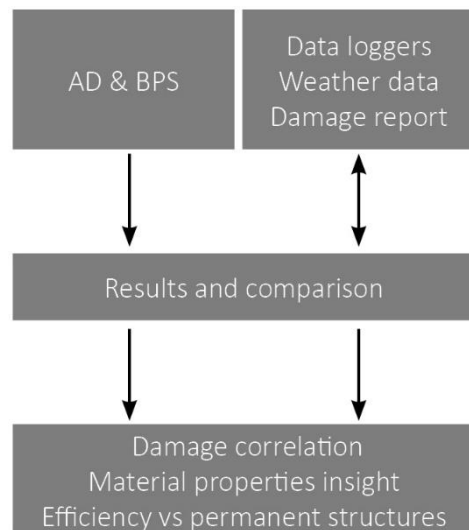 AD & BPS
Data loggers
Weather data
Damage report
Results and comparison
Damage correlation
Material properties insight
Efficiency vs permanent structures